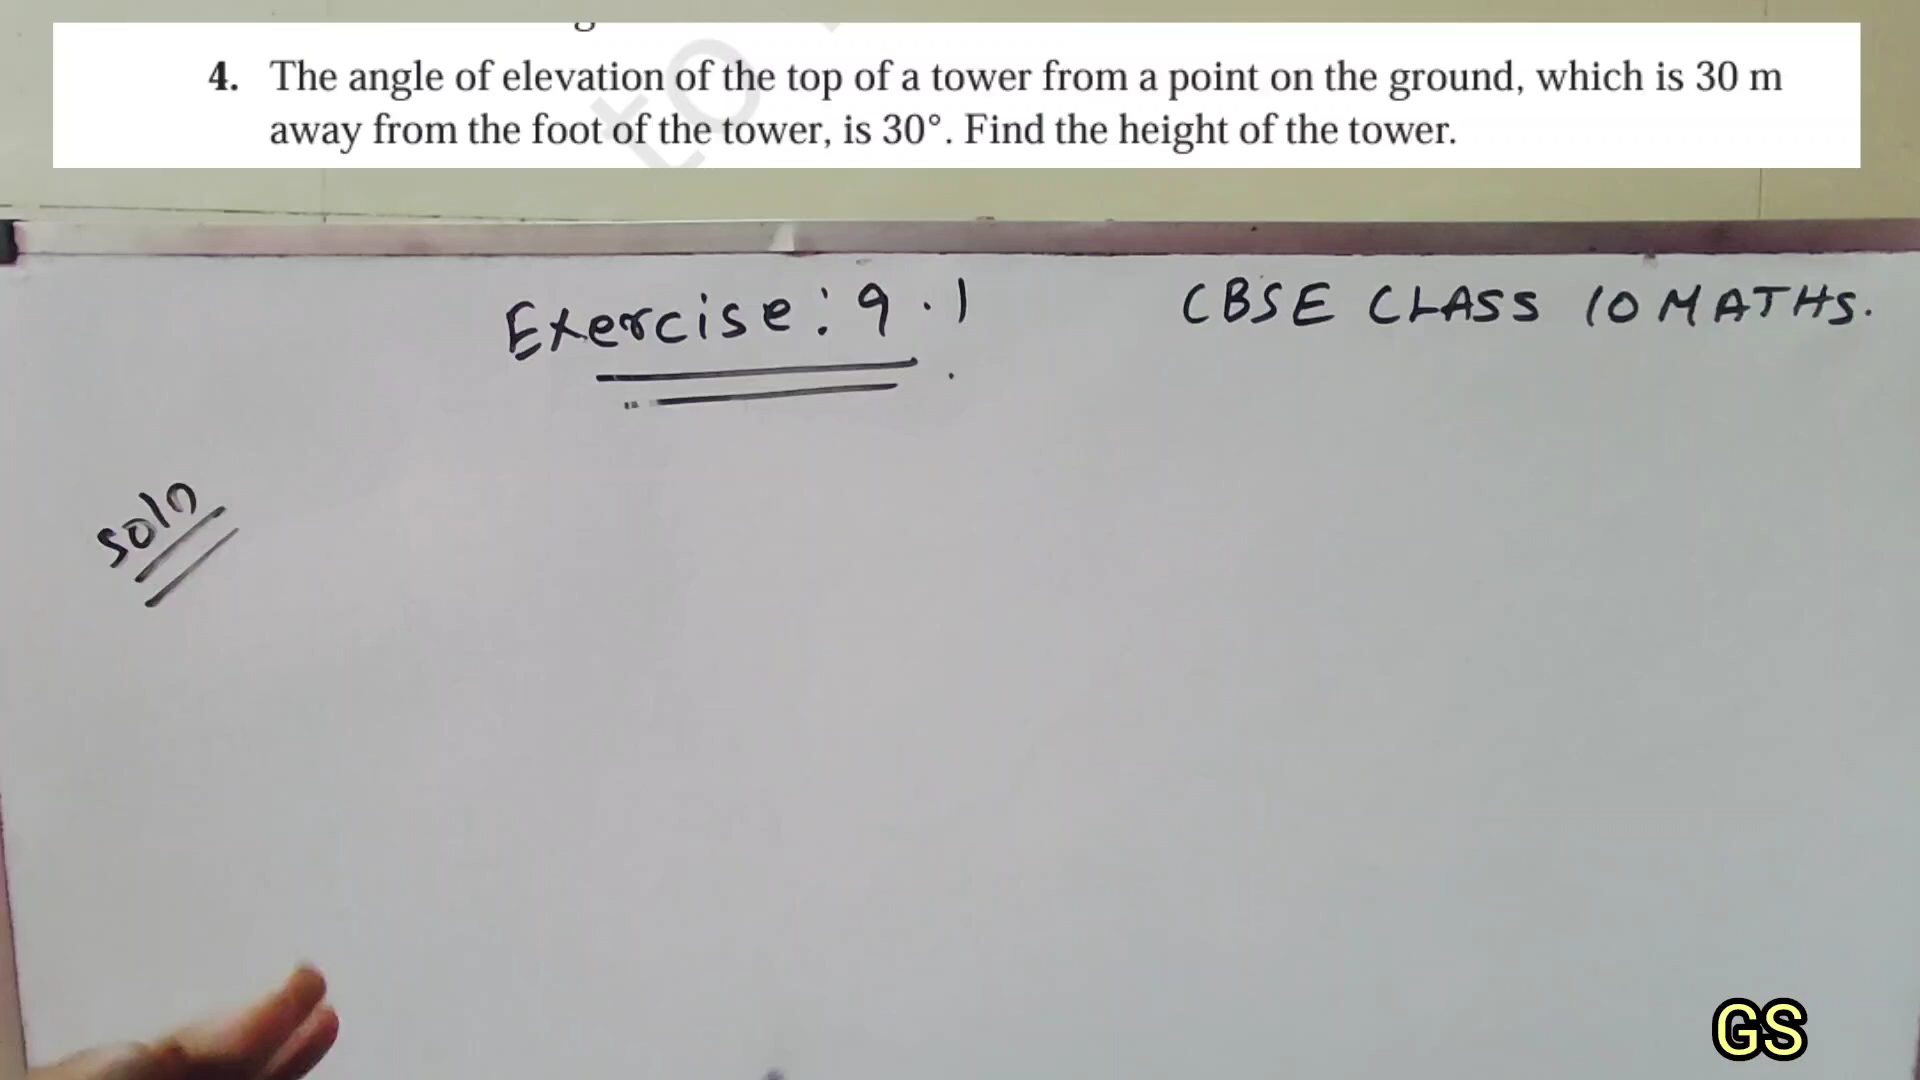 4. The angle of elevation of the top of a tower from a point on the ground, which is 30 m
away from the foot of the tower, is 30°. Find the height of the tower.
to
Exercise: 9.1
CBSE CLASS 10 MATHS.
Soln
GS